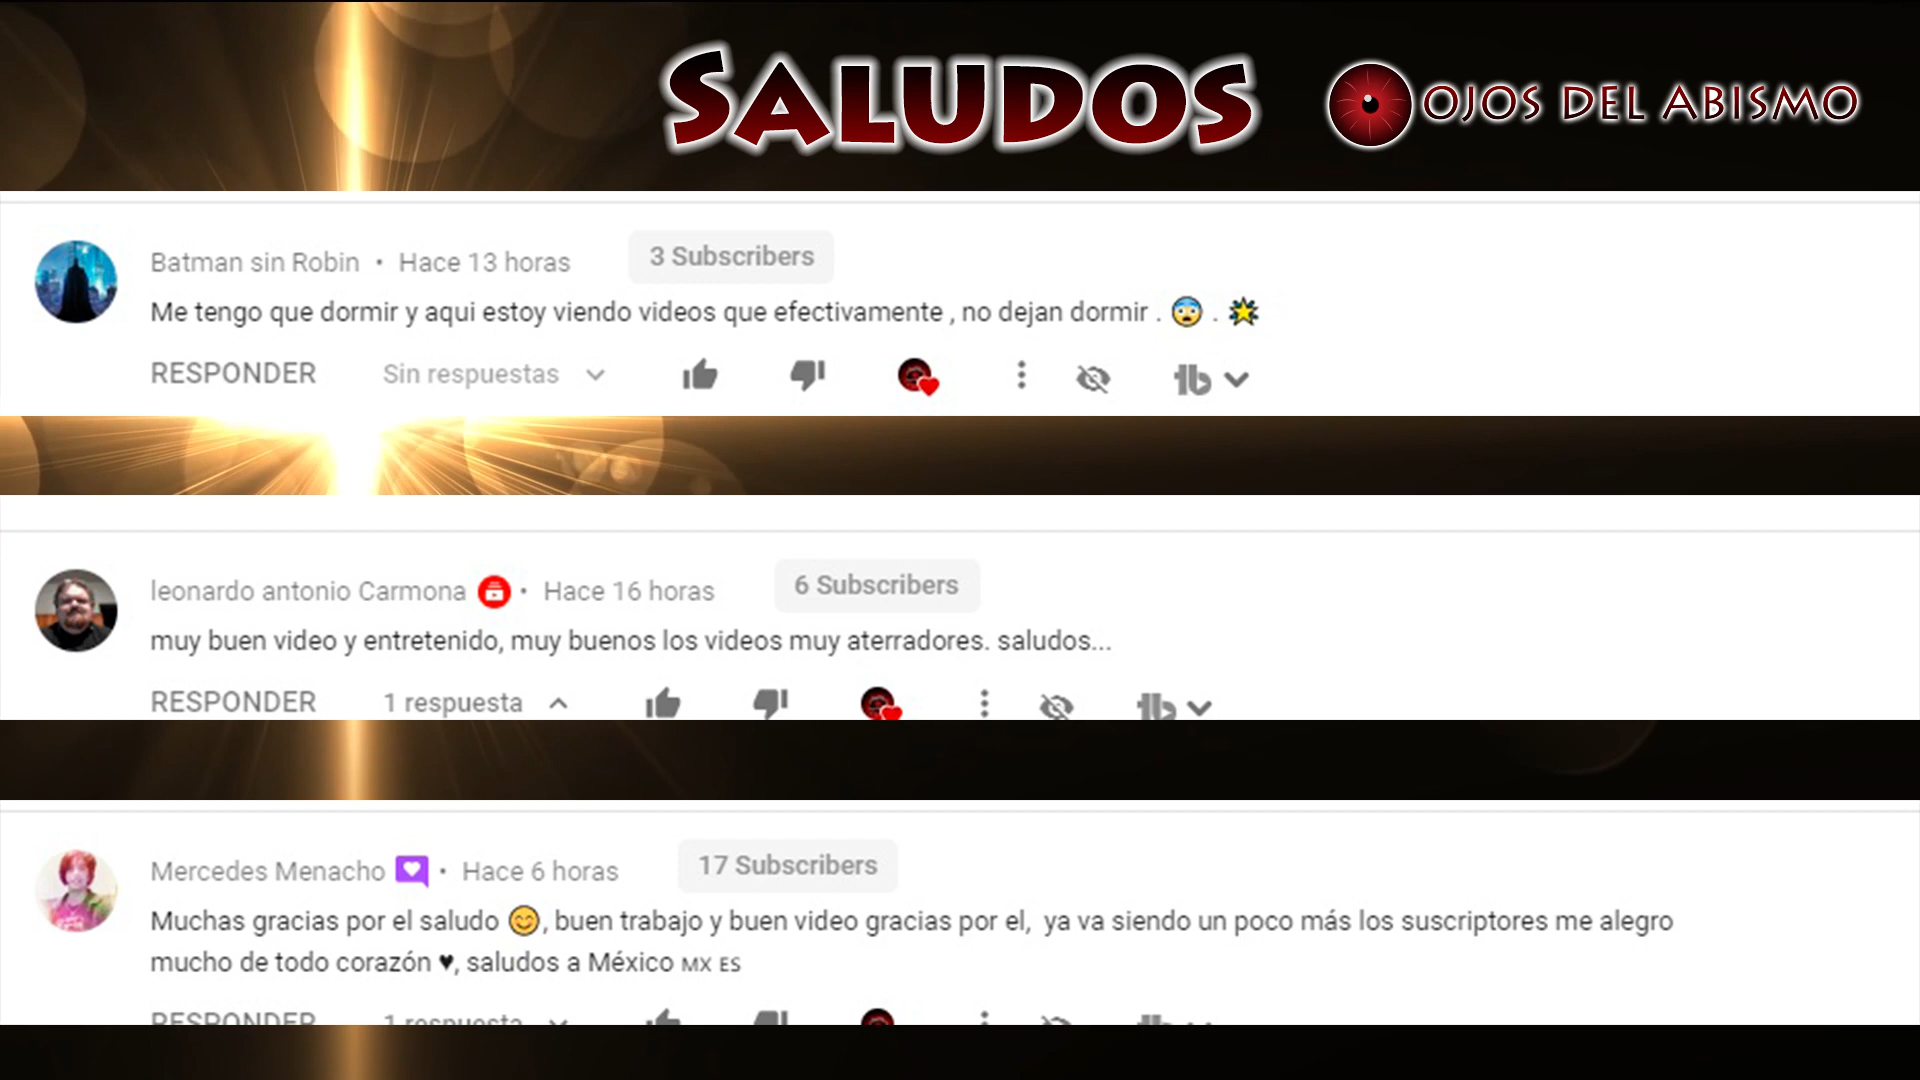 SALUDOS
OJOS DEL ABISMO
Batman sin Robin • Hace 13 horas 3 Subscribers
Me tengo que dormir y aqui estoy viendo videos que efectivamente , no dejan dormir . 😨 . 🌟
RESPONDER Sin respuestas
leonardo antonio Carmona • Hace 16 horas 6 Subscribers
muy buen video y entretenido, muy buenos los videos muy aterradores. saludos...
RESPONDER 1 respuesta
Mercedes Menacho • Hace 6 horas 17 Subscribers
Muchas gracias por el saludo 😊, buen trabajo y buen video gracias por el, ya va siendo un poco más los suscriptores me alegro
mucho de todo corazón ♥, saludos a México MX ES
RESPONDER 1 respuesta